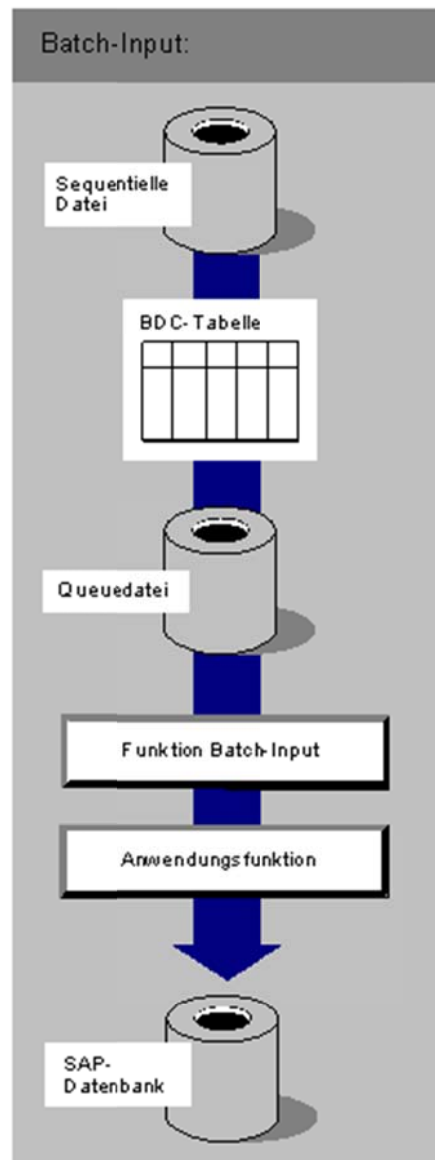 Batch-Input:
Sequentielle
Datei
BDC-Tabelle
Queuedatei
Funktion Batch-Input
Anwendungsfunktion
SAP-
Datenbank